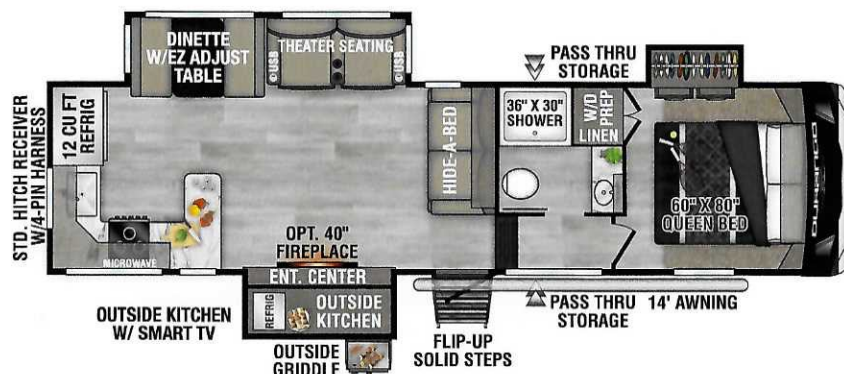 DINETTE
W/EZ ADJUST
TABLE
THEATER SEATING
USB
USB
PASS THRU
STORAGE
STD. HITCH RECEIVER
W/4-PIN HARNESS
12 CU FT
REFRIG
HIDE-A-BED
36" X 30"
SHOWER
W/D PREP
LINEN
60" X 80"
QUEEN BED
Durango
MICROWAVE
OPT. 40"
FIREPLACE
ENT. CENTER
OUTSIDE KITCHEN
W/ SMART TV
REFRIG
OUTSIDE
KITCHEN
OUTSIDE
GRIDDLE
FLIP-UP
SOLID STEPS
PASS THRU
STORAGE
14' AWNING